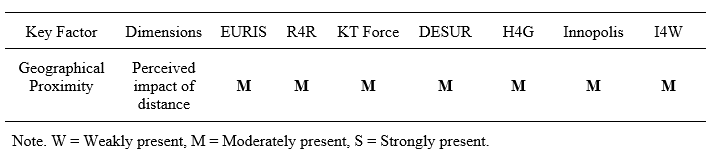 Key Factor Dimensions EURIS R4R KT Force DESUR H4G Innopolis I4W
Geographical Proximity Perceived impact of distance M M M M M M M
Note. W = Weakly present, M = Moderately present, S = Strongly present.